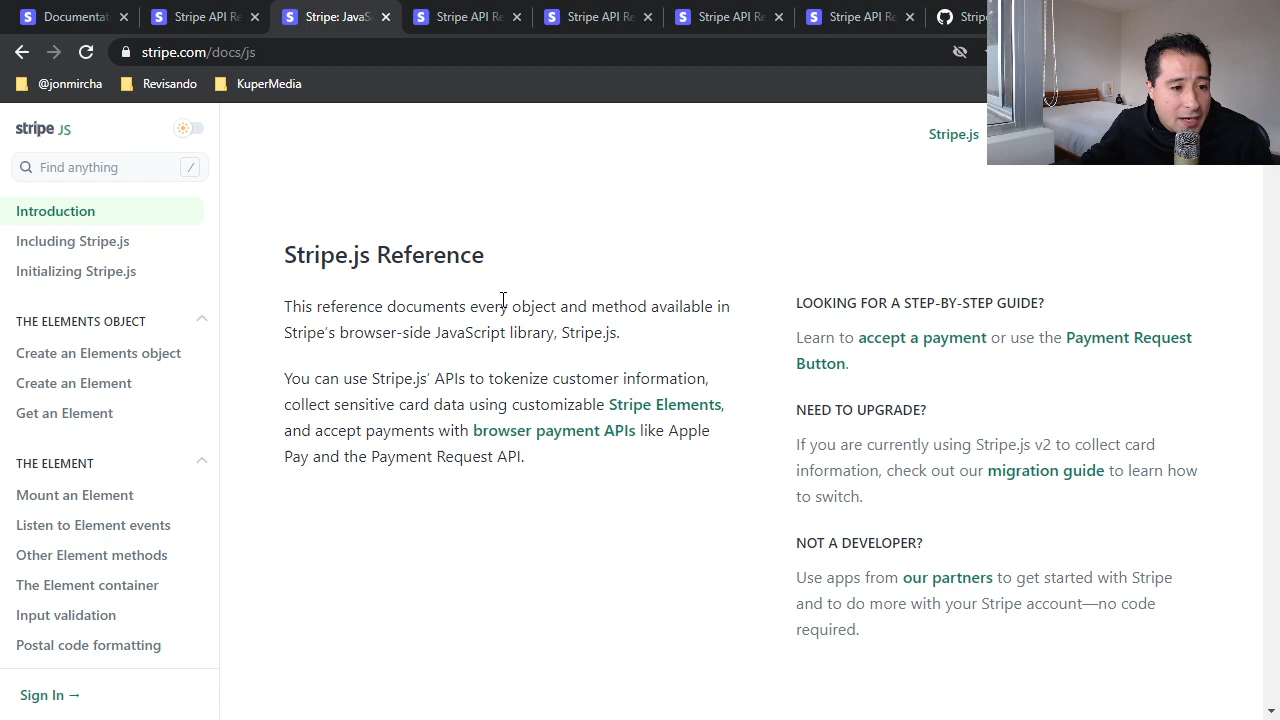 Documentat
Stripe API Re
Stripe: JavaS
Stripe API Re
Stripe API Re
Stripe API Re
Stripe API Re
Strip
stripe.com/docs/js
@jonmircha
Revisando
KuperMedia
stripe JS
Find anything /
Introduction
Including Stripe.js
Initializing Stripe.js
THE ELEMENTS OBJECT
Create an Elements object
Create an Element
Get an Element
THE ELEMENT
Mount an Element
Listen to Element events
Other Element methods
The Element container
Input validation
Postal code formatting
Sign In →
Stripe.js
Stripe.js Reference
This reference documents every object and method available in
Stripe’s browser-side JavaScript library, Stripe.js.
You can use Stripe.js’ APIs to tokenize customer information,
collect sensitive card data using customizable Stripe Elements,
and accept payments with browser payment APIs like Apple
Pay and the Payment Request API.
LOOKING FOR A STEP-BY-STEP GUIDE?
Learn to accept a payment or use the Payment Request
Button.
NEED TO UPGRADE?
If you are currently using Stripe.js v2 to collect card
information, check out our migration guide to learn how
to switch.
NOT A DEVELOPER?
Use apps from our partners to get started with Stripe
and to do more with your Stripe account—no code
required.